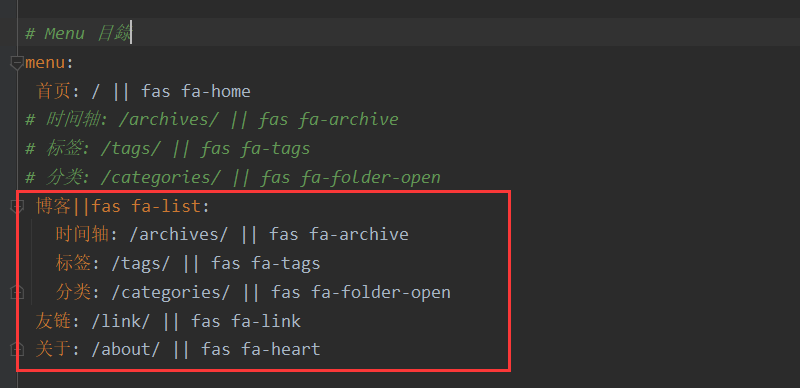 # Menu 目錄
menu:
 首页: / || fas fa-home
# 时间轴: /archives/ || fas fa-archive
# 标签: /tags/ || fas fa-tags
# 分类: /categories/ || fas fa-folder-open
 博客||fas fa-list:
   时间轴: /archives/ || fas fa-archive
   标签: /tags/ || fas fa-tags
   分类: /categories/ || fas fa-folder-open
 友链: /link/ || fas fa-link
 关于: /about/ || fas fa-heart